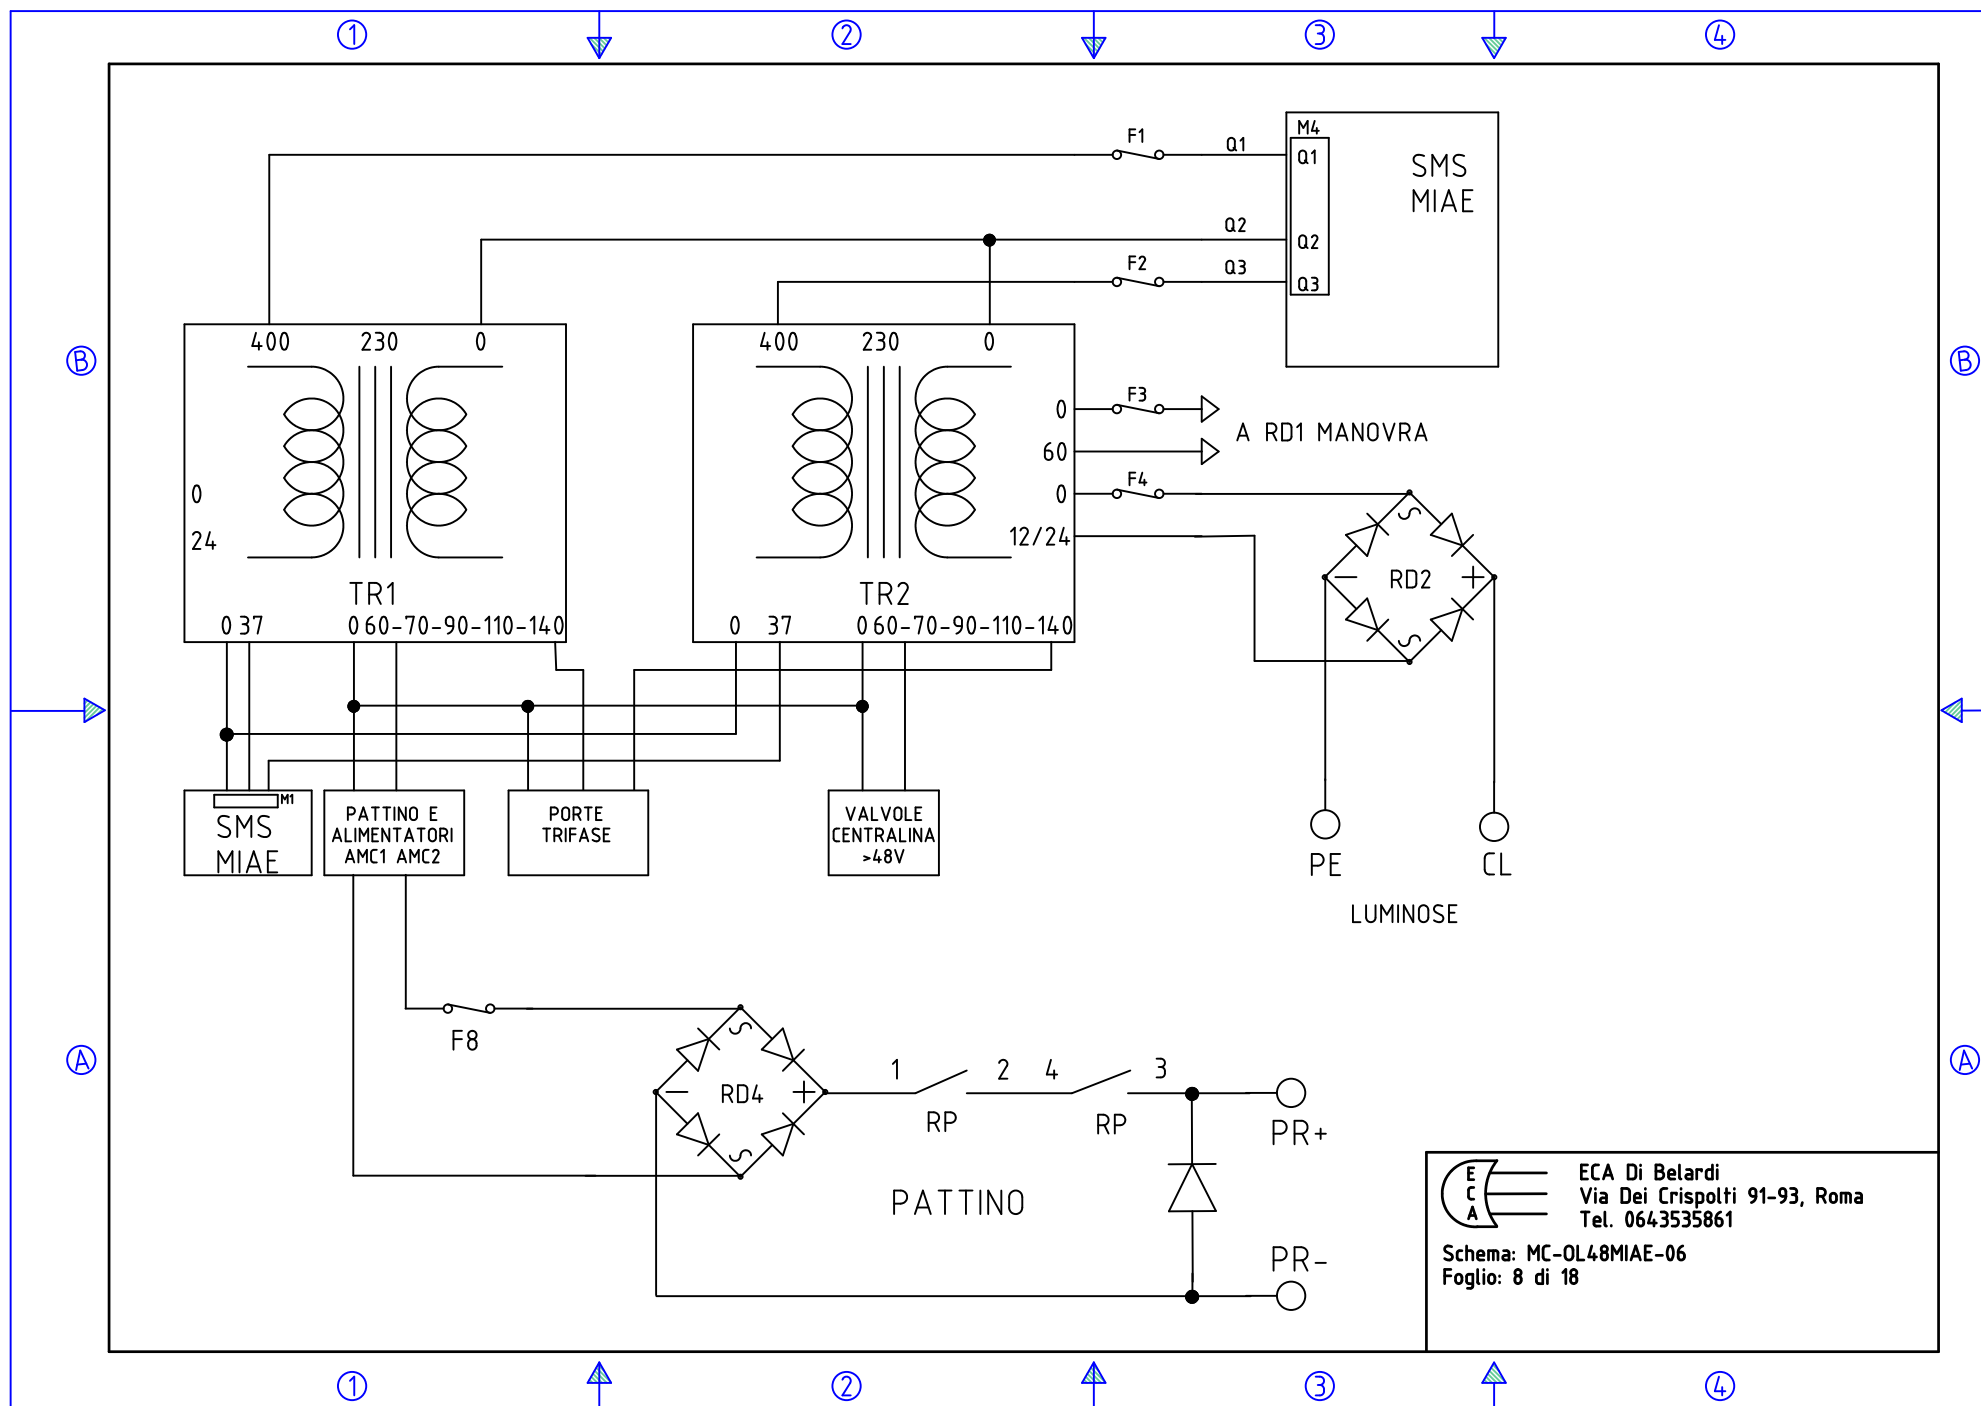 1 2 3 4
F1 Q1 M4
Q1 SMS
MIAE
Q2 Q2
F2 Q3 Q3
B B
400 230 0
400 230 0
0 F3
A RD1 MANOVRA
60
0 F4
0
24
12/24
RD2
TR1
TR2
0 37 0 60-70-90-110-140
0 37 0 60-70-90-110-140
M1
SMS
MIAE
PATTINO E
ALIMENTATORI
AMC1 AMC2
PORTE
TRIFASE
VALVOLE
CENTRALINA
>48V
PE CL
LUMINOSE
F8
A A
RD4
1 2 4 3
RP RP
PR+
PATTINO
PR-
E
C
A
ECA Di Belardi
Via Dei Crispolti 91-93, Roma
Tel. 0643535861
Schema: MC-OL48MIAE-06
Foglio: 8 di 18
1 2 3 4